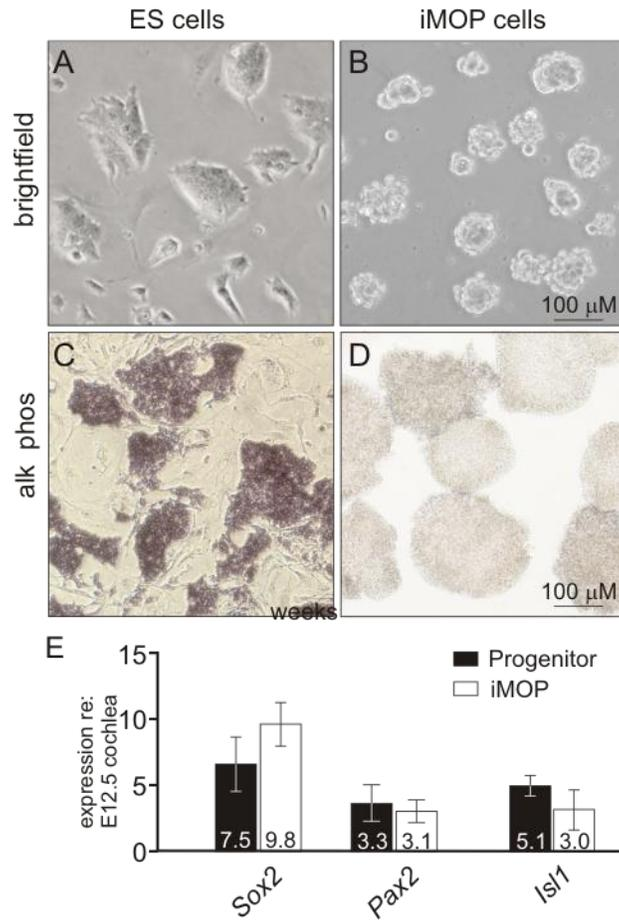 ES cells
iMOP cells
brightfield
A
B
100 μM
alk phos
C
D
100 μM
weeks
E
expression re:
E12.5 cochlea
15
10
5
0
Progenitor
iMOP
7.5 9.8 3.3 3.1 5.1 3.0
Sox2 Pax2 Isl1